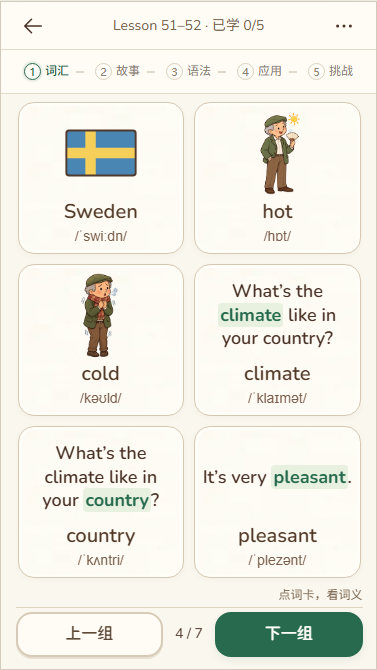 Lesson 51–52 · 已学 0/5
1 词汇 – 2 故事 – 3 语法 – 4 应用 – 5 挑战
Sweden
/ˈswiːdn/
hot
/hɒt/
cold
/kəʊld/
What's the
climate like in
your country?
climate
/ˈklaɪmət/
What's the
climate like in
your country?
country
/ˈkʌntri/
It's very pleasant.
pleasant
/ˈplezənt/
点词卡，看词义
上一组
4 / 7
下一组